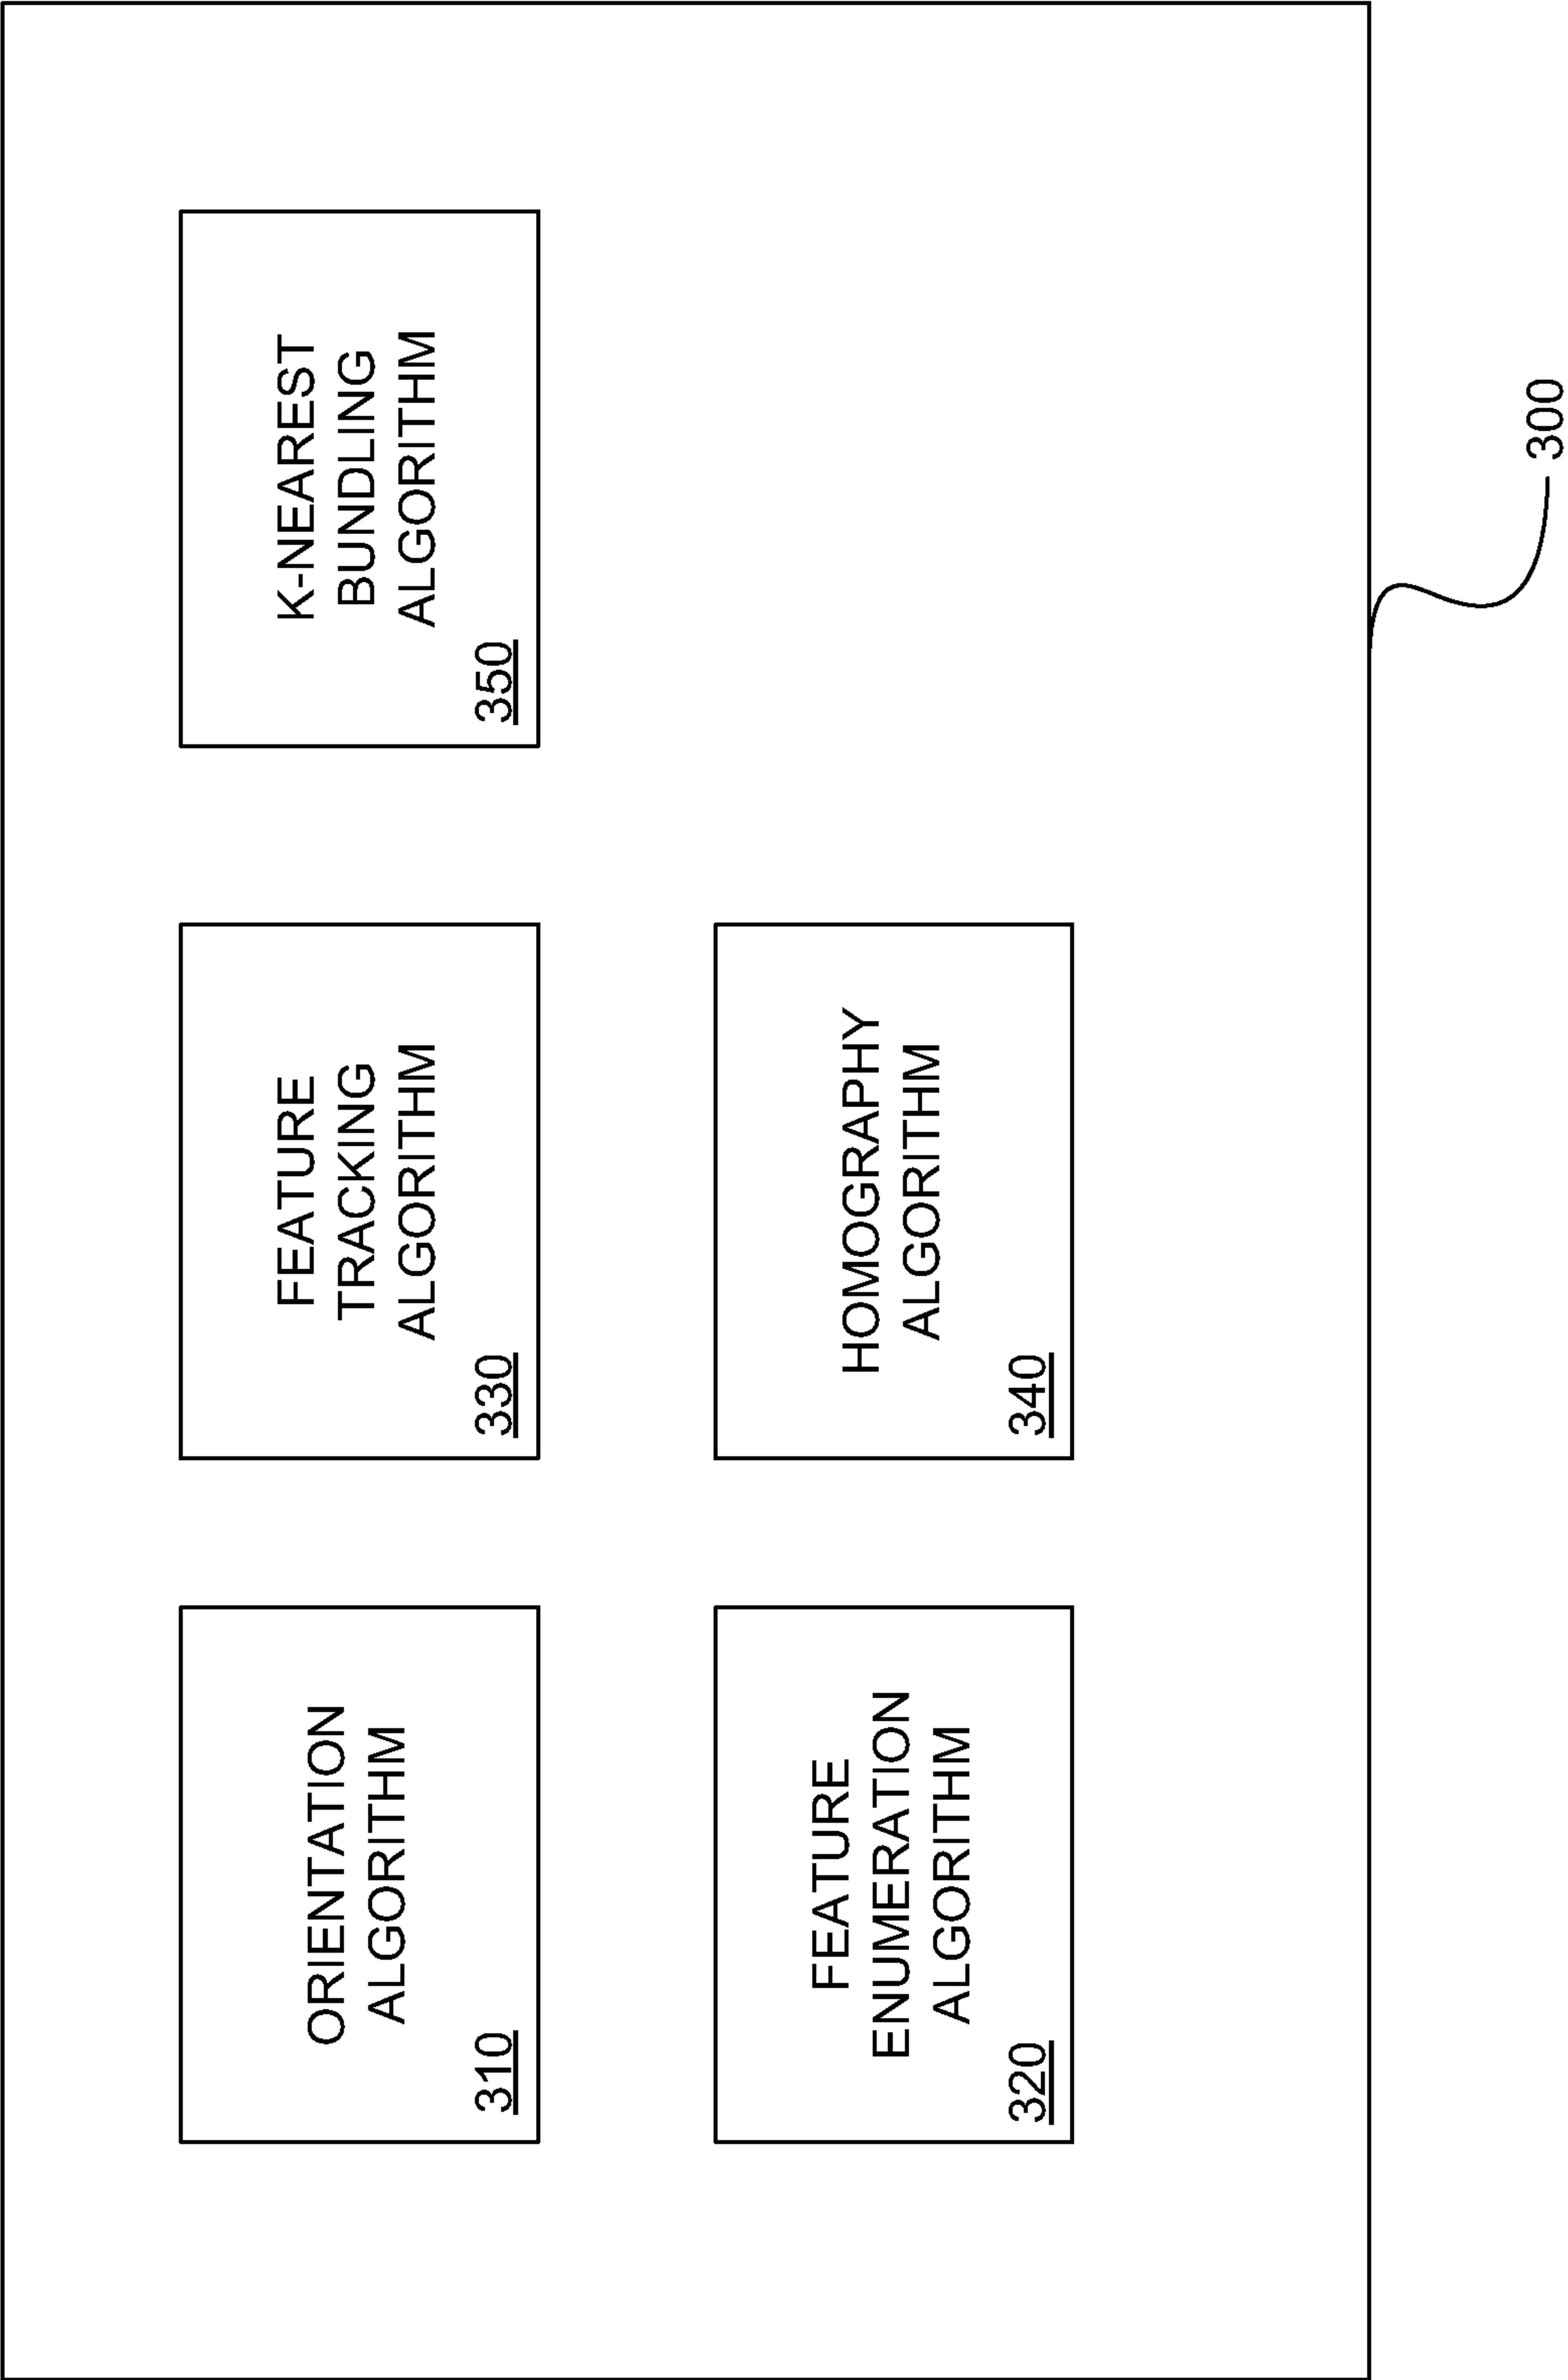 ORIENTATION
ALGORITHM
310
FEATURE
TRACKING
ALGORITHM
330
K-NEAREST
BUNDLING
ALGORITHM
350
FEATURE
ENUMERATION
ALGORITHM
320
HOMOGRAPHY
ALGORITHM
340
300